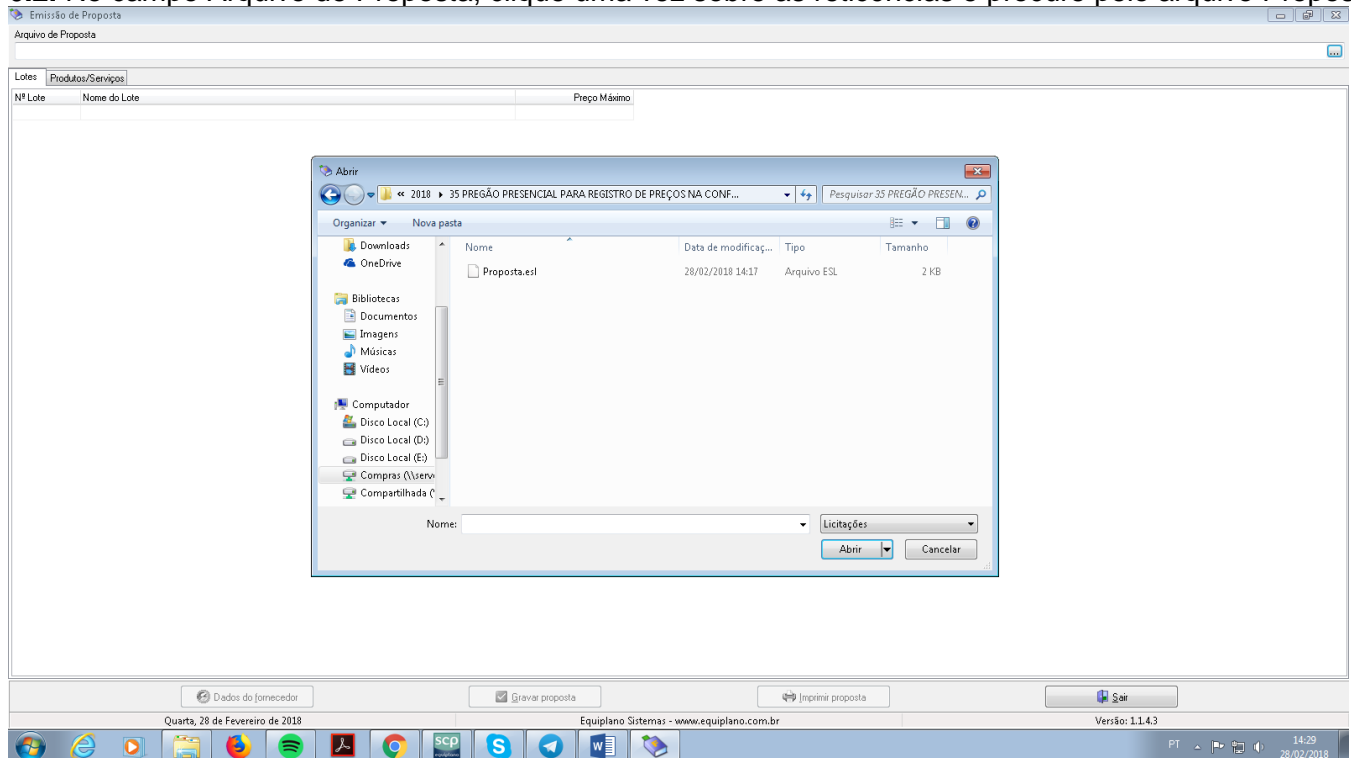 Emissão de Proposta
Arquivo de Proposta
...
Lotes Produtos/Serviços
Nº Lote Nome do Lote Preço Máximo
Abrir
« 2018 ▸ 35 PREGÃO PRESENCIAL PARA REGISTRO DE PREÇOS NA CONF... Pesquisar 35 PREGÃO PRESEN...
Organizar Nova pasta
Nome Data de modificaç... Tipo Tamanho
Proposta.esl 28/02/2018 14:17 Arquivo ESL 2 KB
Downloads
OneDrive
Bibliotecas
Documentos
Imagens
Músicas
Vídeos
Computador
Disco Local (C:)
Disco Local (D:)
Disco Local (E:)
Compras (\\serv
Compartilhada (
Nome: Licitações
Abrir Cancelar
Dados do fornecedor Gravar proposta Imprimir proposta Sair
Quarta, 28 de Fevereiro de 2018 Equiplano Sistemas - www.equiplano.com.br Versão: 1.1.4.3
scp
PT 14:29
28/02/2018